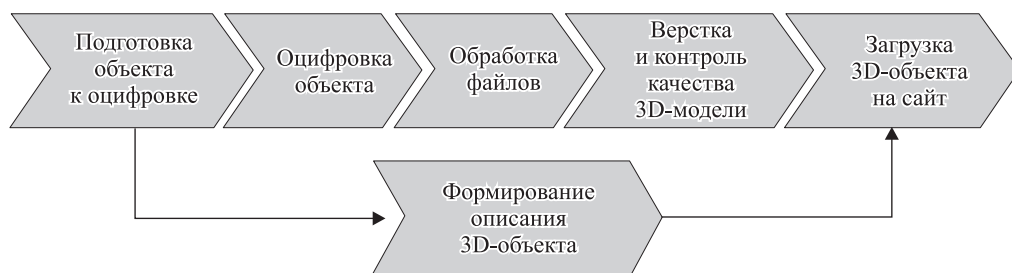 Подготовка
объекта
к оцифровке
Оцифровка
объекта
Обработка
файлов
Верстка
и контроль
качества
3D-модели
Загрузка
3D-объекта
на сайт
Формирование
описания
3D-объекта